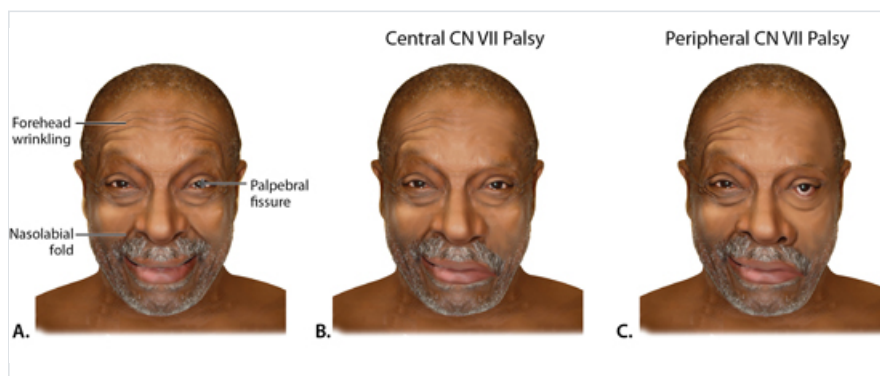 Central CN VII Palsy
Peripheral CN VII Palsy
Forehead
wrinkling
Palpebral
fissure
Nasolabial
fold
A.
B.
C.